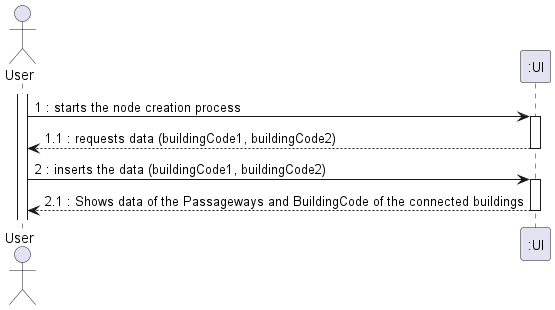 User
:UI
1 : starts the node creation process
1.1 : requests data (buildingCode1, buildingCode2)
2 : inserts the data (buildingCode1, buildingCode2)
2.1 : Shows data of the Passageways and BuildingCode of the connected buildings
User
:UI